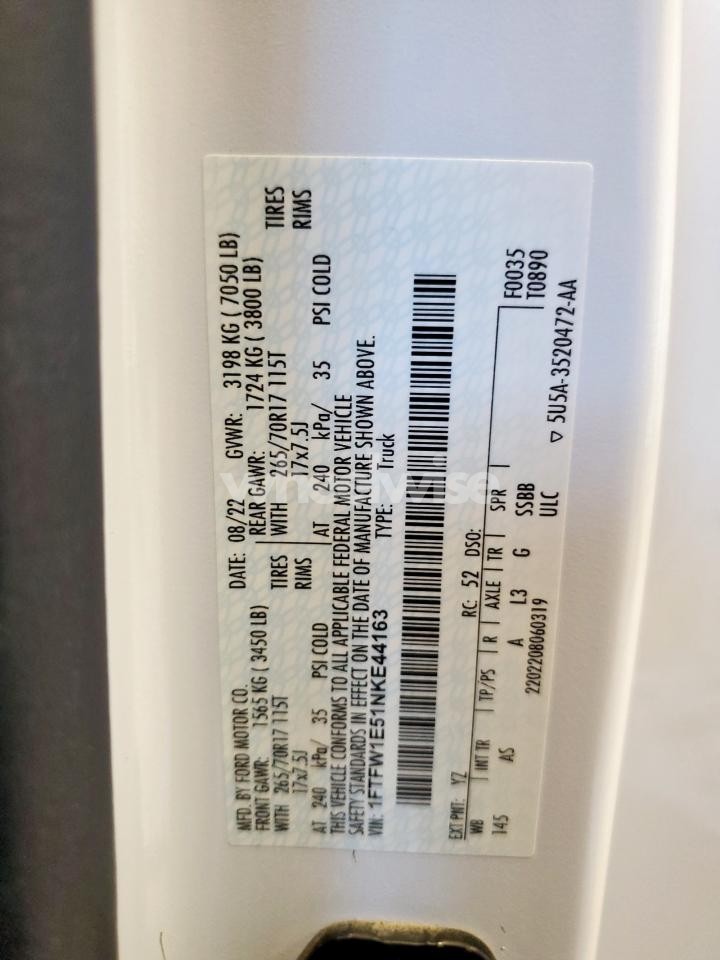 MFD. BY FORD MOTOR CO. DATE: 08/22 GVWR: 3198 KG ( 7050 LB)
FRONT GAWR: 1565 KG ( 3450 LB) REAR GAWR: 1724 KG ( 3800 LB)
WITH 265/70R17 115T TIRES WITH 265/70R17 115T TIRES
17x7.5J RIMS 17x7.5J RIMS
AT 240 kPa/ 35 PSI COLD AT 240 kPa/ 35 PSI COLD
THIS VEHICLE CONFORMS TO ALL APPLICABLE FEDERAL MOTOR VEHICLE
SAFETY STANDARDS IN EFFECT ON THE DATE OF MANUFACTURE SHOWN ABOVE.
VIN: 1FTFW1E51NKE44163 TYPE: Truck
EXT PNT: YZ RC: 52 DSO:
WB INT TR TP/PS R AXLE TR SPR F0035
145 AS A L3 G SSBB T0890
2202208060319 ULC
▽ 5U5A-3520472-AA